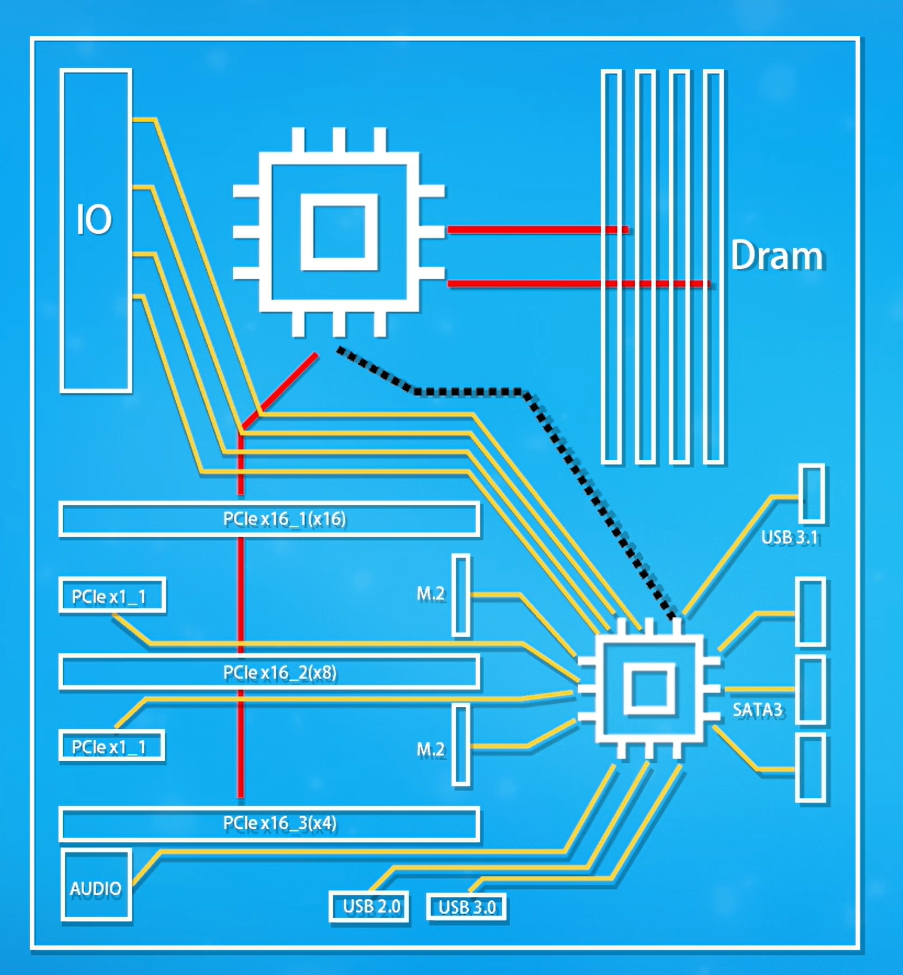 IO
Dram
PCIe x16_1(x16)
USB 3.1
M.2
PCIe x1_1
PCIe x16_2(x8)
SATA3
PCIe x1_1
M.2
PCIe x16_3(x4)
AUDIO
USB 2.0
USB 3.0